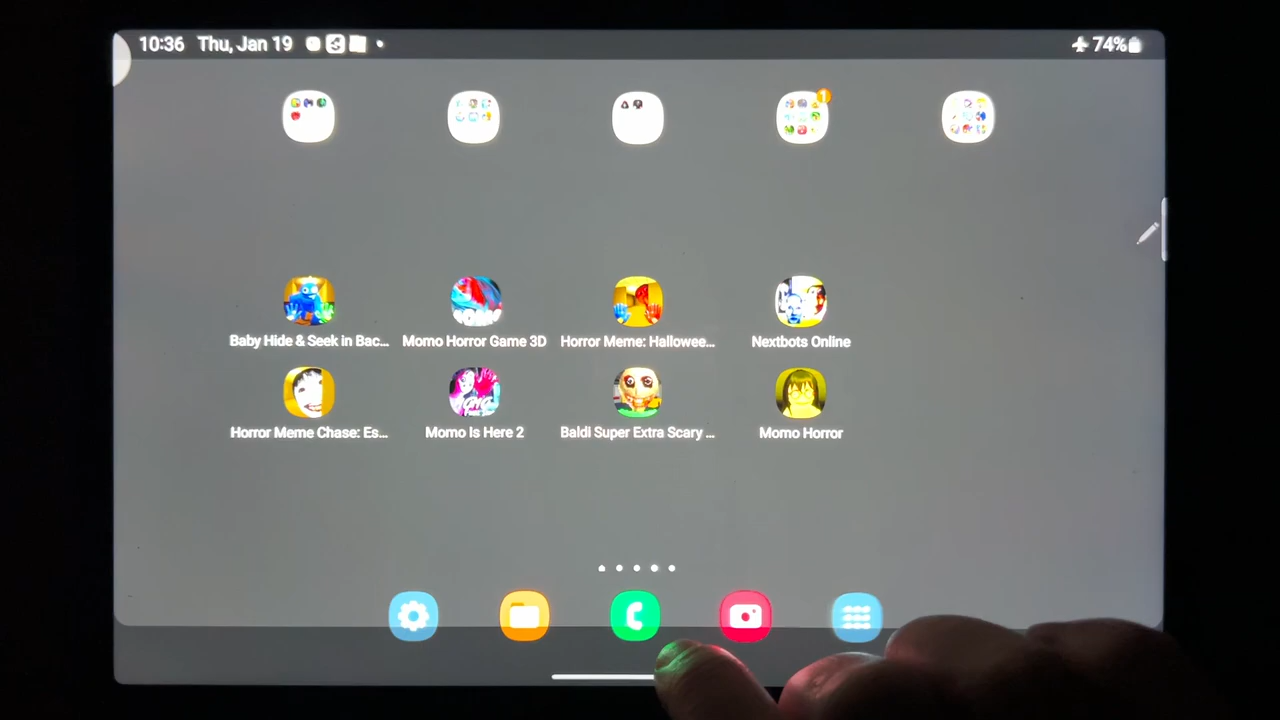 10:36 Thu, Jan 19 74%
1
Baby Hide & Seek in Bac... Momo Horror Game 3D Horror Meme: Hallowee... Nextbots Online
Horror Meme Chase: Es... Momo Is Here 2 Baldi Super Extra Scary ... Momo Horror